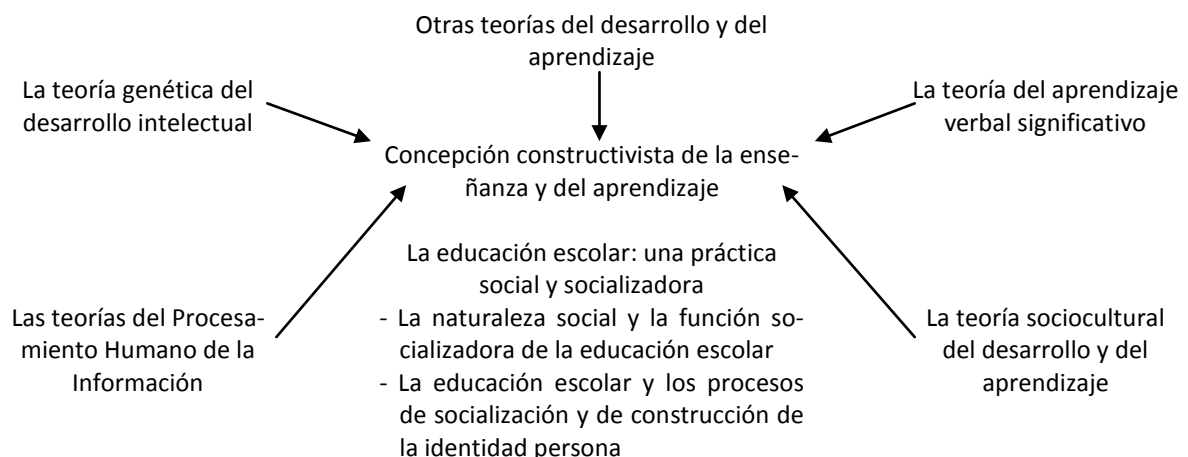 Otras teorías del desarrollo y del
aprendizaje
La teoría genética del
desarrollo intelectual
La teoría del aprendizaje
verbal significativo
Concepción constructivista de la ense-
ñanza y del aprendizaje
La educación escolar: una práctica
social y socializadora
- La naturaleza social y la función so-
cializadora de la educación escolar
- La educación escolar y los procesos
de socialización y de construcción de
la identidad persona
Las teorías del Procesa-
miento Humano de la
Información
La teoría sociocultural
del desarrollo y del
aprendizaje